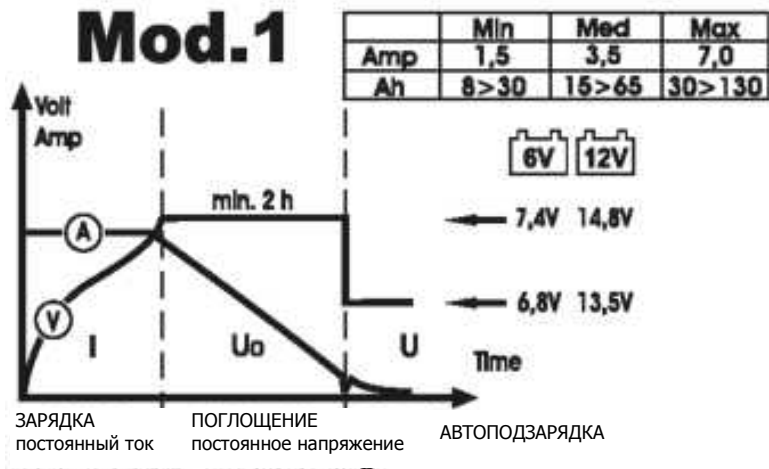 Mod.1
Min Med Max
Amp 1,5 3,5 7,0
Ah 8>30 15>65 30>130
Volt
Amp
6V 12V
min. 2 h
A
7,4V 14,8V
V
6,8V 13,5V
I Uo U
Time
ЗАРЯДКА ПОГЛОЩЕНИЕ
постоянный ток постоянное напряжение АВТОПОДЗАРЯДКА